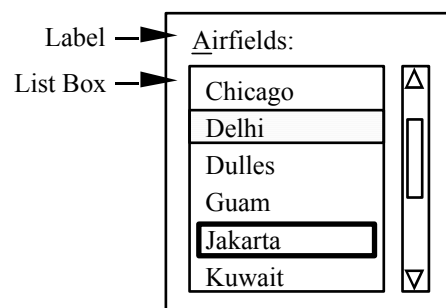 Label
Airfields:
List Box
Chicago
Delhi
Dulles
Guam
Jakarta
Kuwait